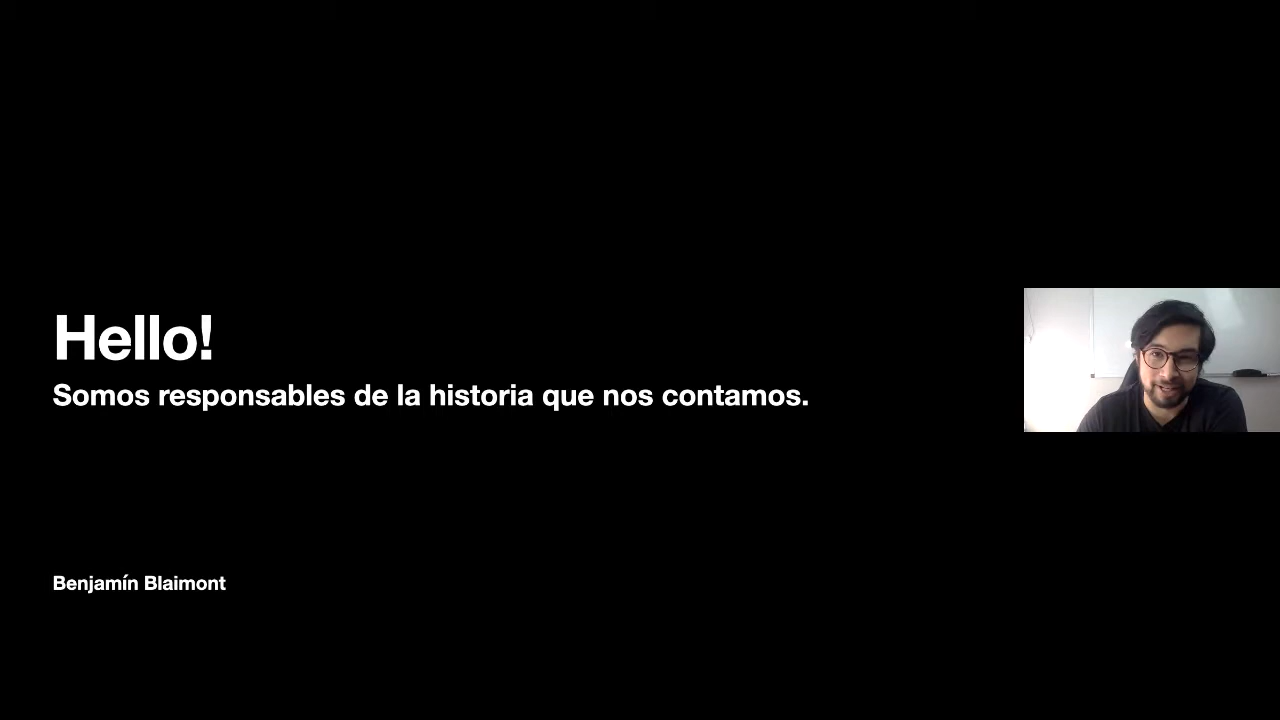 Hello!
Somos responsables de la historia que nos contamos.
Benjamín Blaimont